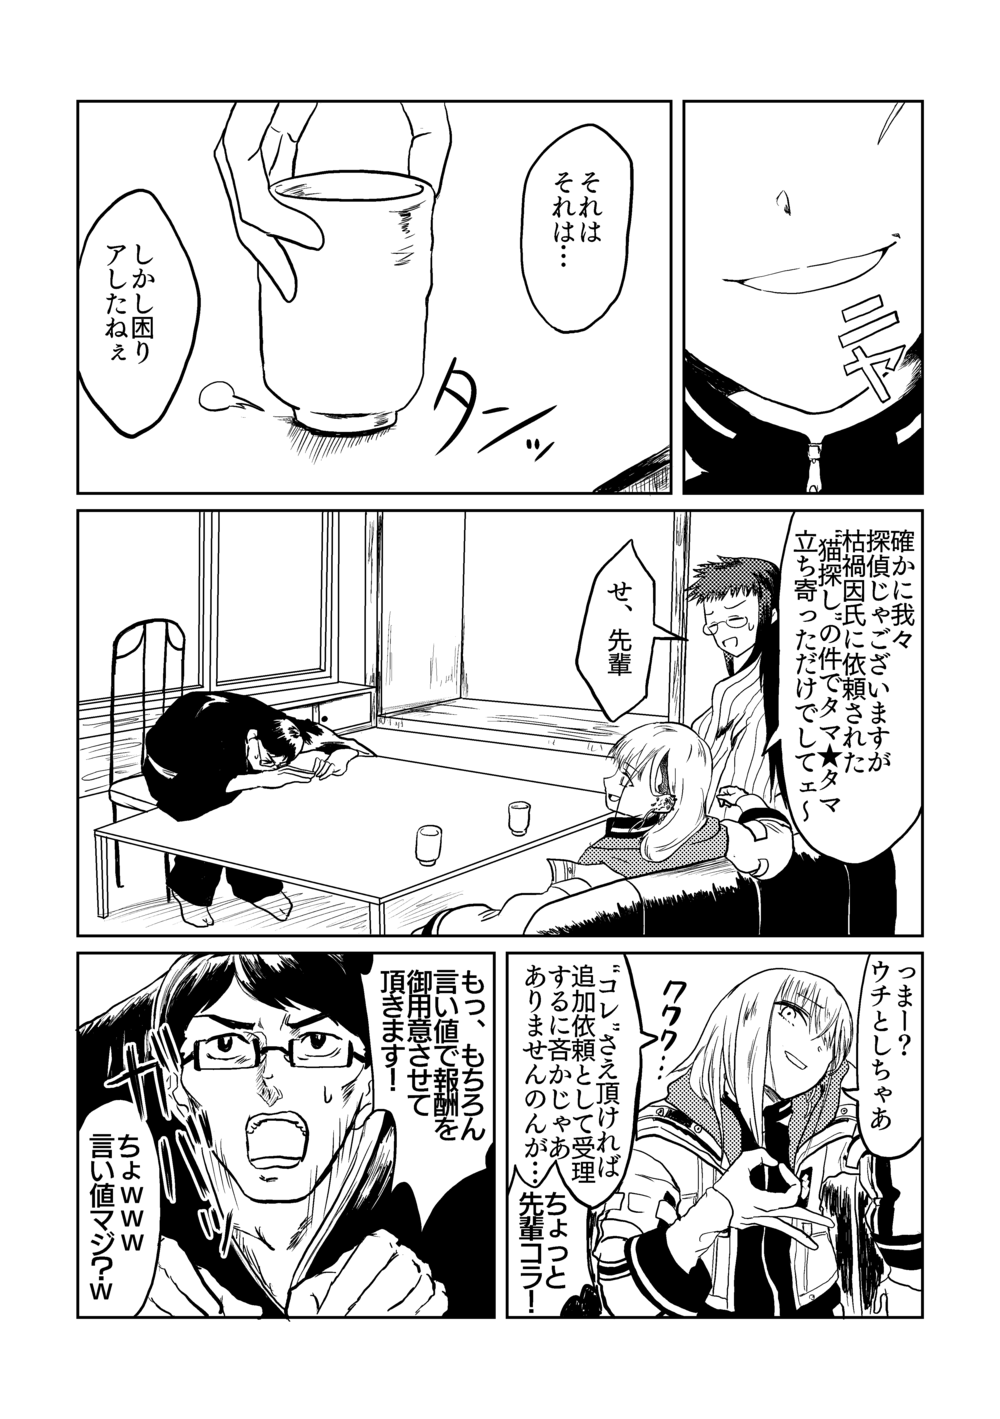 ニヤ
それは
それは…
タンッ
しかし困り
アしたねぇ
確かに我々
探偵じゃございますが
枯禍因氏に依頼された
〝猫探し〟の件でタマ★タマ
立ち寄っただけでしてェ〜
せ、先輩
っまー?
ウチとしちゃあ
ククク…
〝コレ〟さえ頂ければ
追加依頼として受理
するに吝かじゃあ
ありませんのんが…
ちょっと
先輩コラ!
もっ、もちろん
言い値で報酬を
御用意させて
頂きます!
ガバッ
ちょｗｗｗ
言い値マジ?ｗ